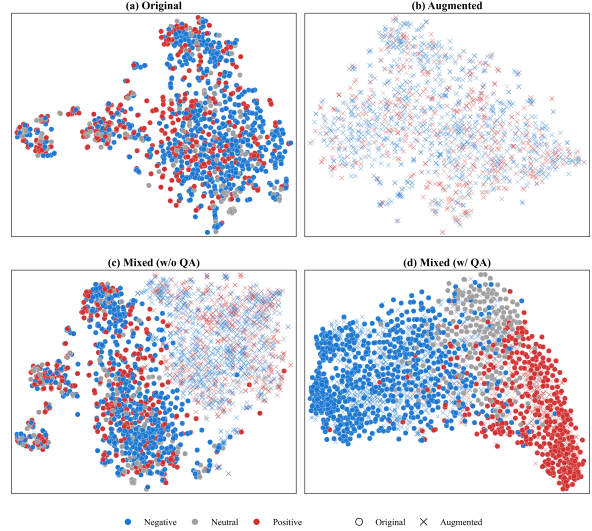 (a) Original
(b) Augmented
(c) Mixed (w/o QA)
(d) Mixed (w/ QA)
Negative Neutral Positive Original Augmented